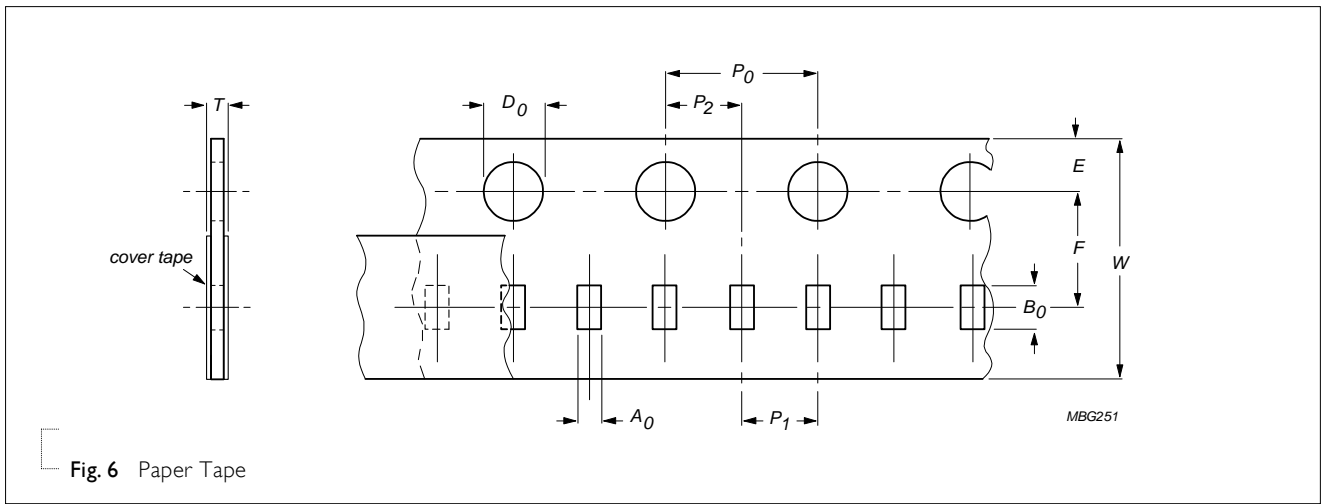 P0
T
D0
P2
E
F
W
cover tape
B0
A0
P1
MBG251
Fig. 6 Paper Tape